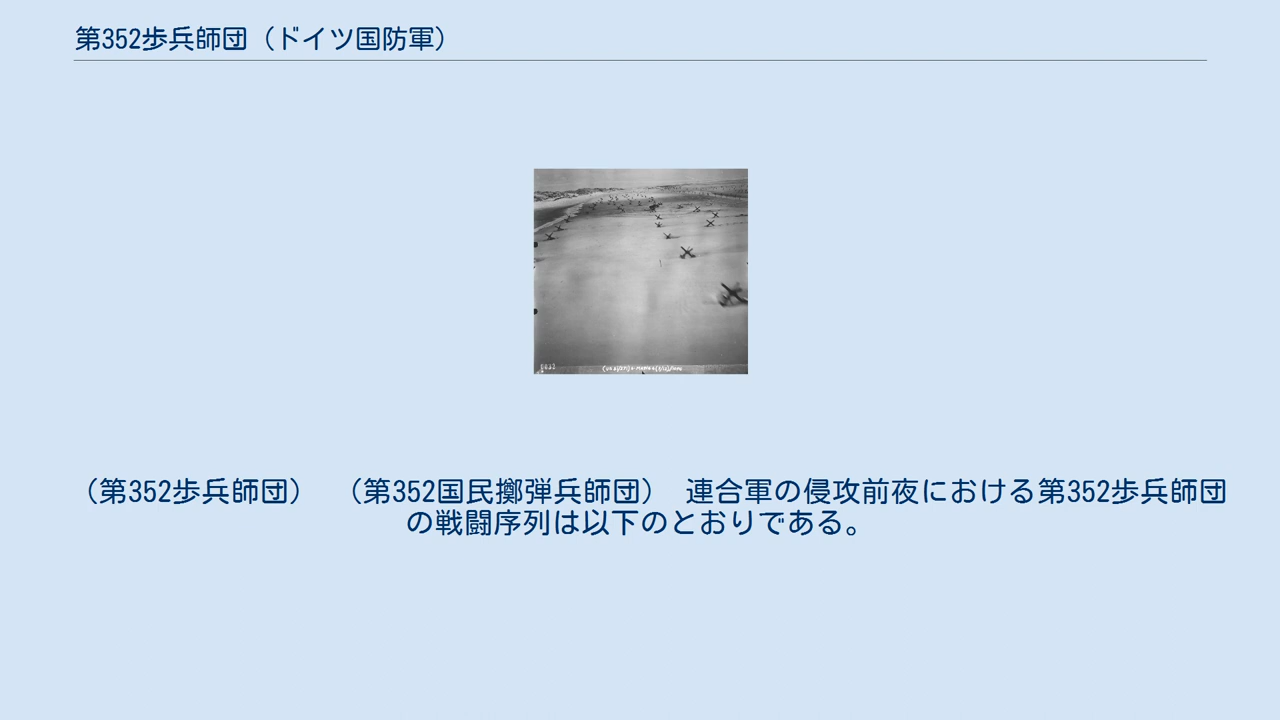 第352歩兵師団（ドイツ国防軍）
（第352歩兵師団）　（第352国民擲弾兵師団）　連合軍の侵攻前夜における第352歩兵師団
の戦闘序列は以下のとおりである。